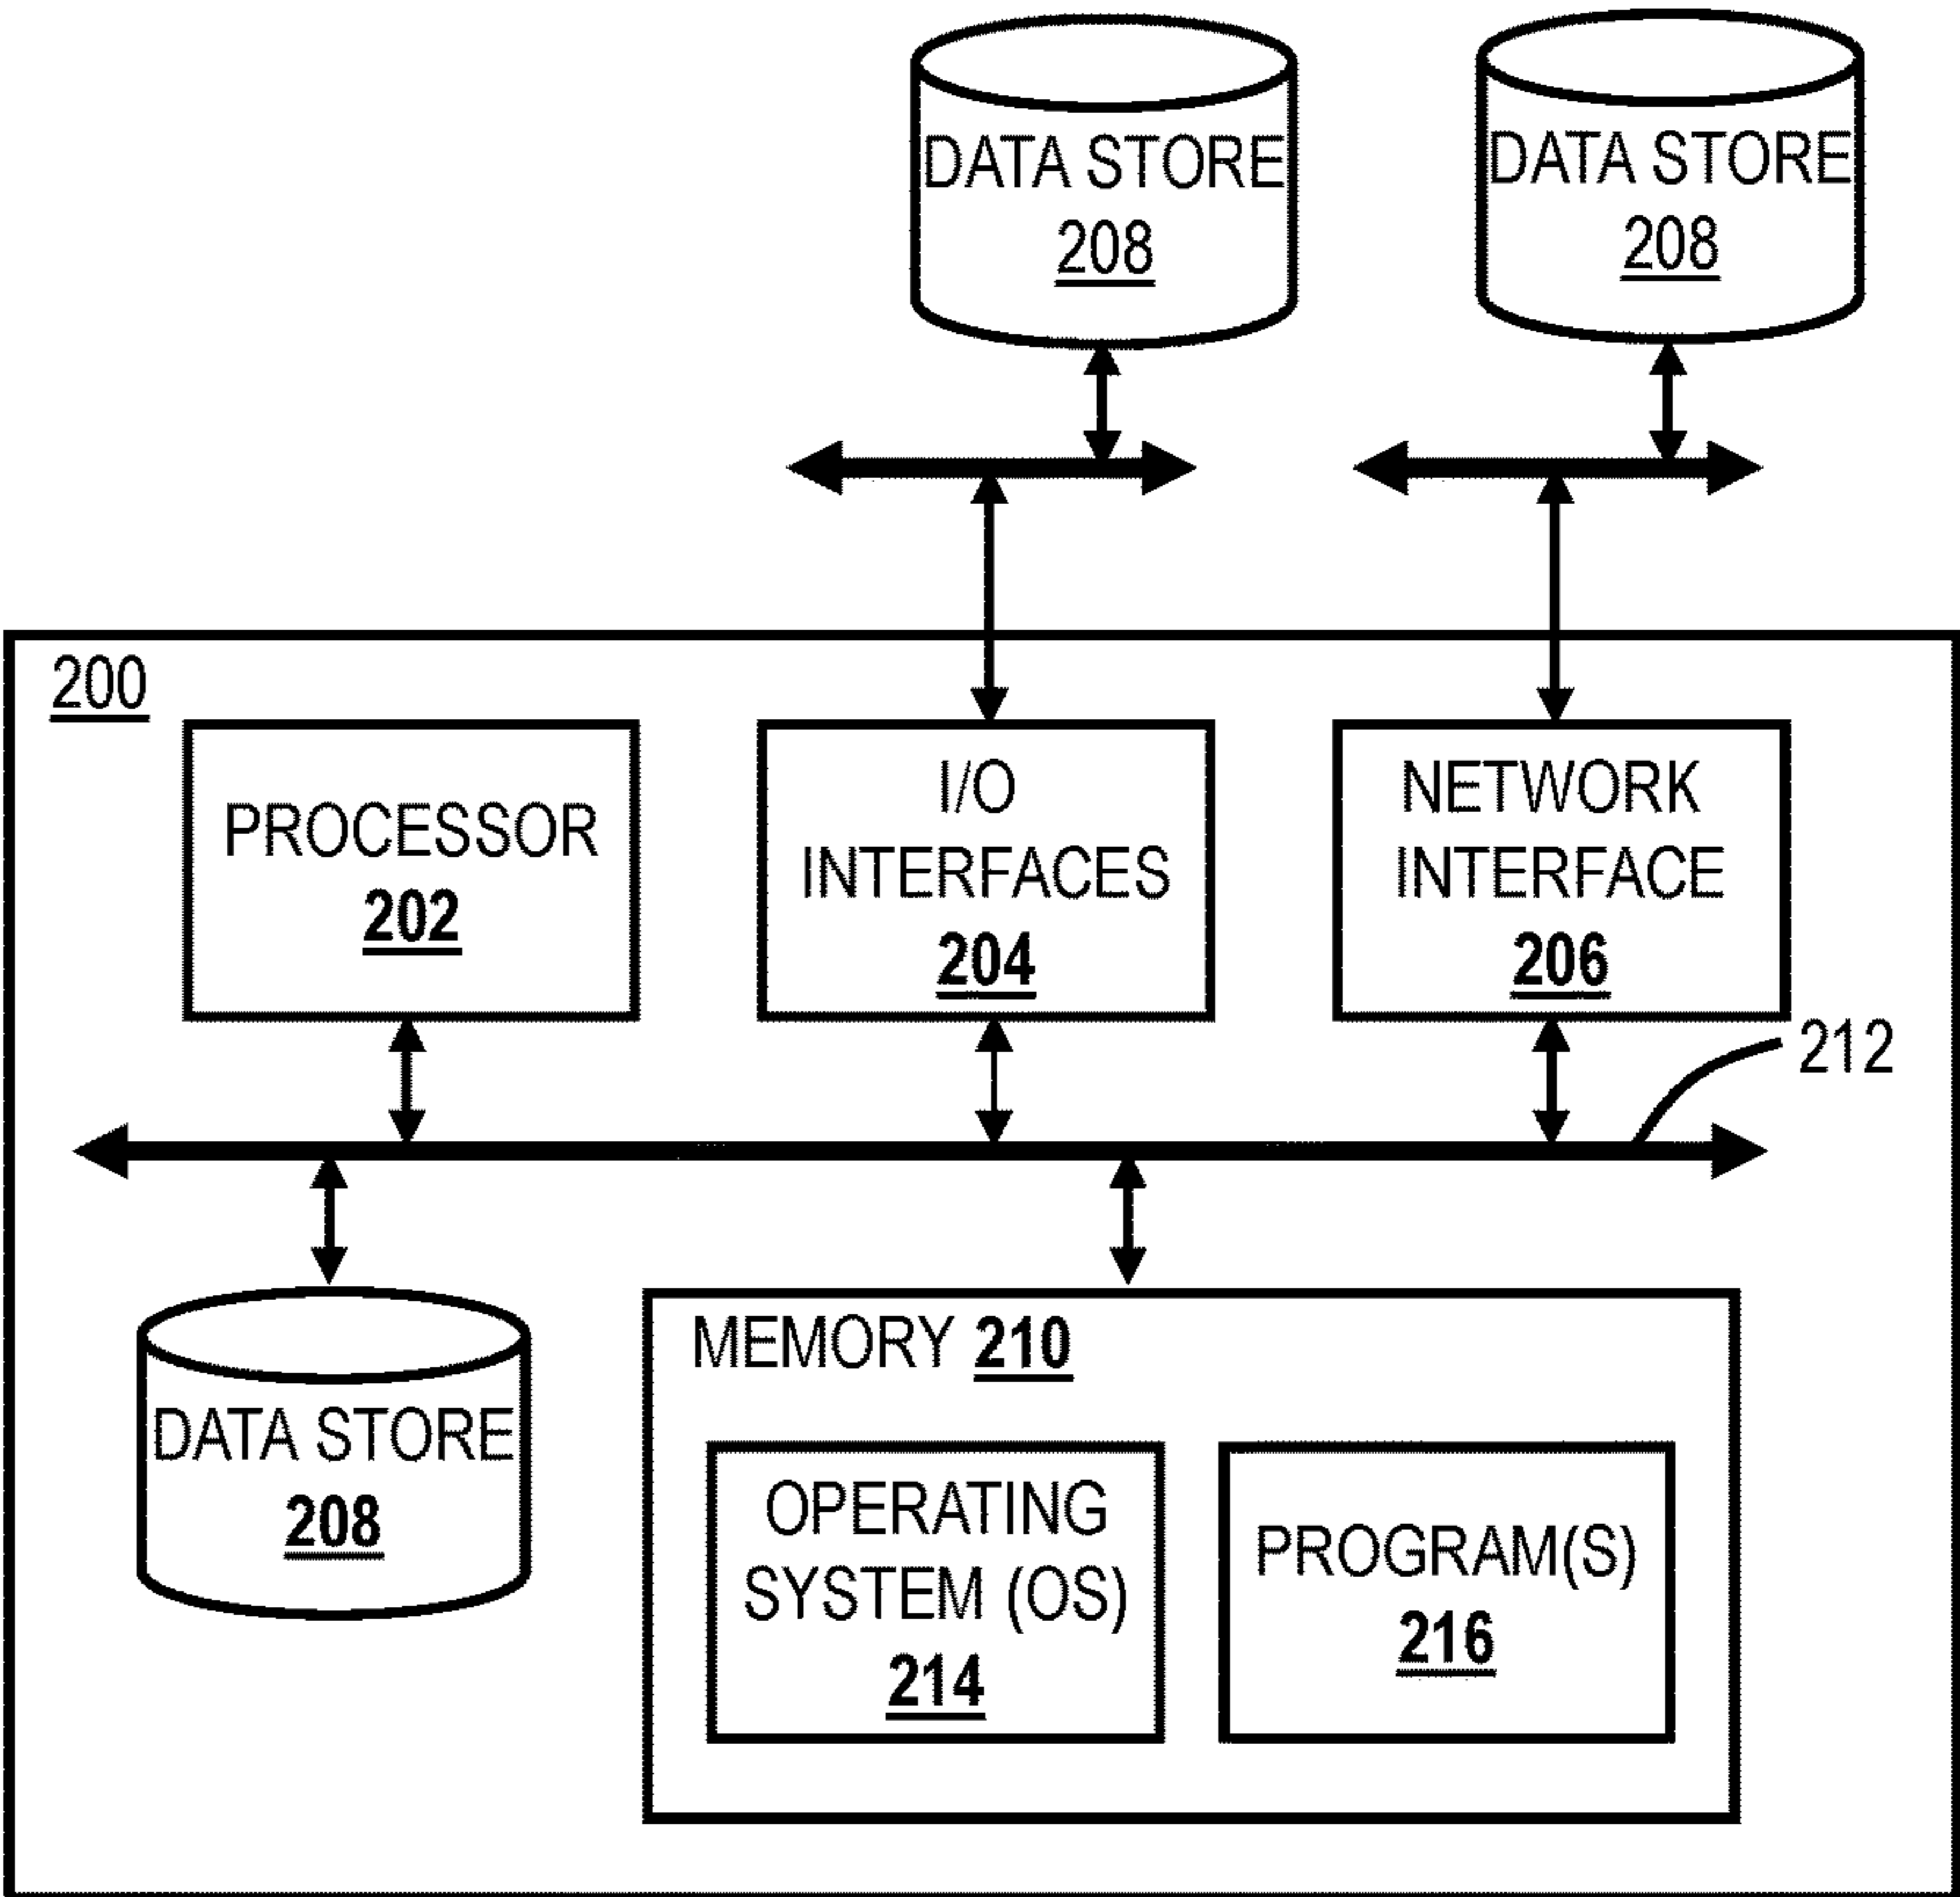 DATA STORE
208
DATA STORE
208
200
PROCESSOR
202
I/O
INTERFACES
204
NETWORK
INTERFACE
206
212
DATA STORE
208
MEMORY 210
OPERATING
SYSTEM (OS)
214
PROGRAM(S)
216